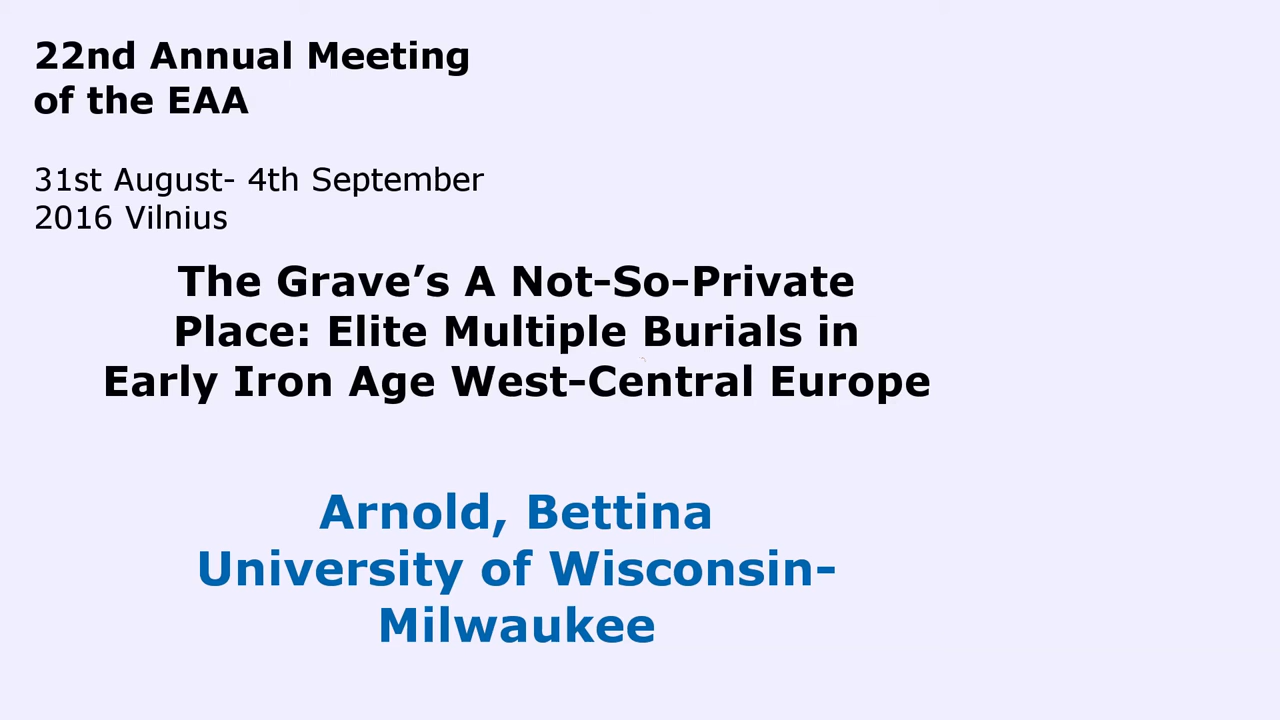 22nd Annual Meeting
of the EAA
31st August- 4th September
2016 Vilnius
The Grave’s A Not-So-Private
Place: Elite Multiple Burials in
Early Iron Age West-Central Europe
Arnold, Bettina
University of Wisconsin-
Milwaukee